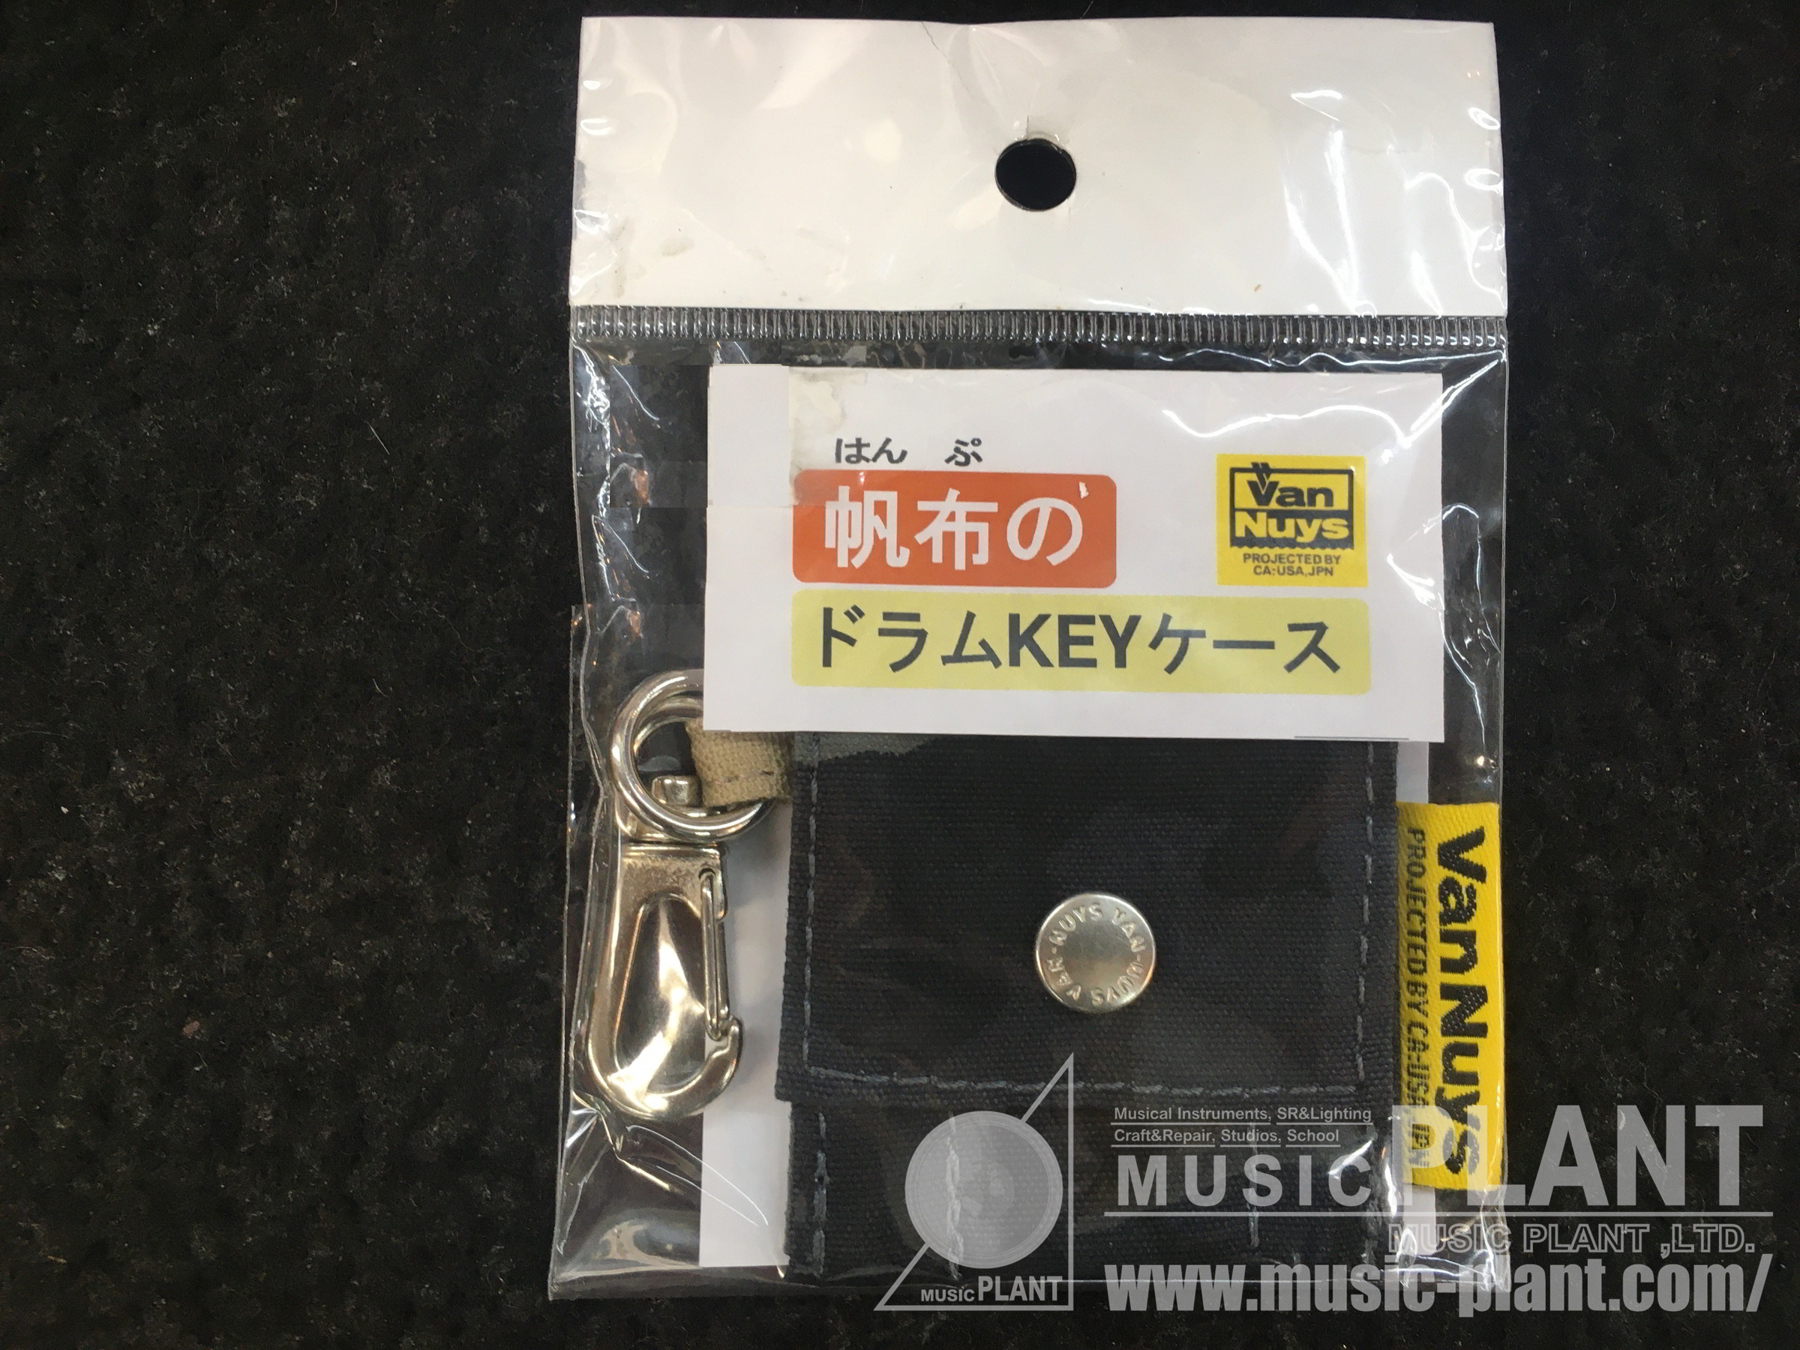 はんぷ
帆布の
ドラムKEYケース
Van
Nuys
PROJECTED BY
CA:USA,JPN
VAN-NUYS VAN-NUYS
Van Nuys
PROJECTED BY CA:USA,JPN
Musical Instruments, SR&Lighting
Craft&Repair, Studios, School
MUSIC PLANT
MUSIC PLANT ,LTD.
MUSIC PLANT
www.music-plant.com/